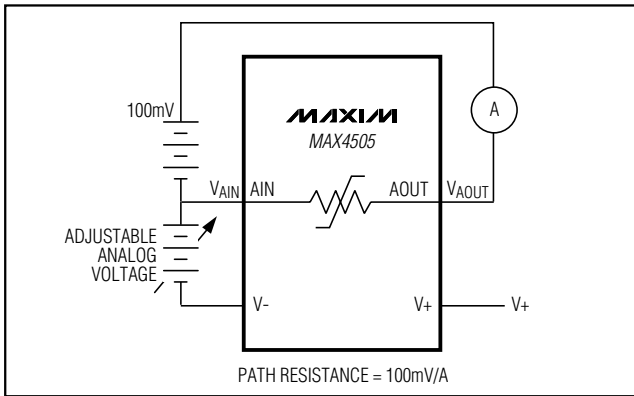 100mV
A
MAXIM
MAX4505
VAIN
AIN
AOUT
VAOUT
ADJUSTABLE
ANALOG
VOLTAGE
V-
V+
V+
PATH RESISTANCE = 100mV/A